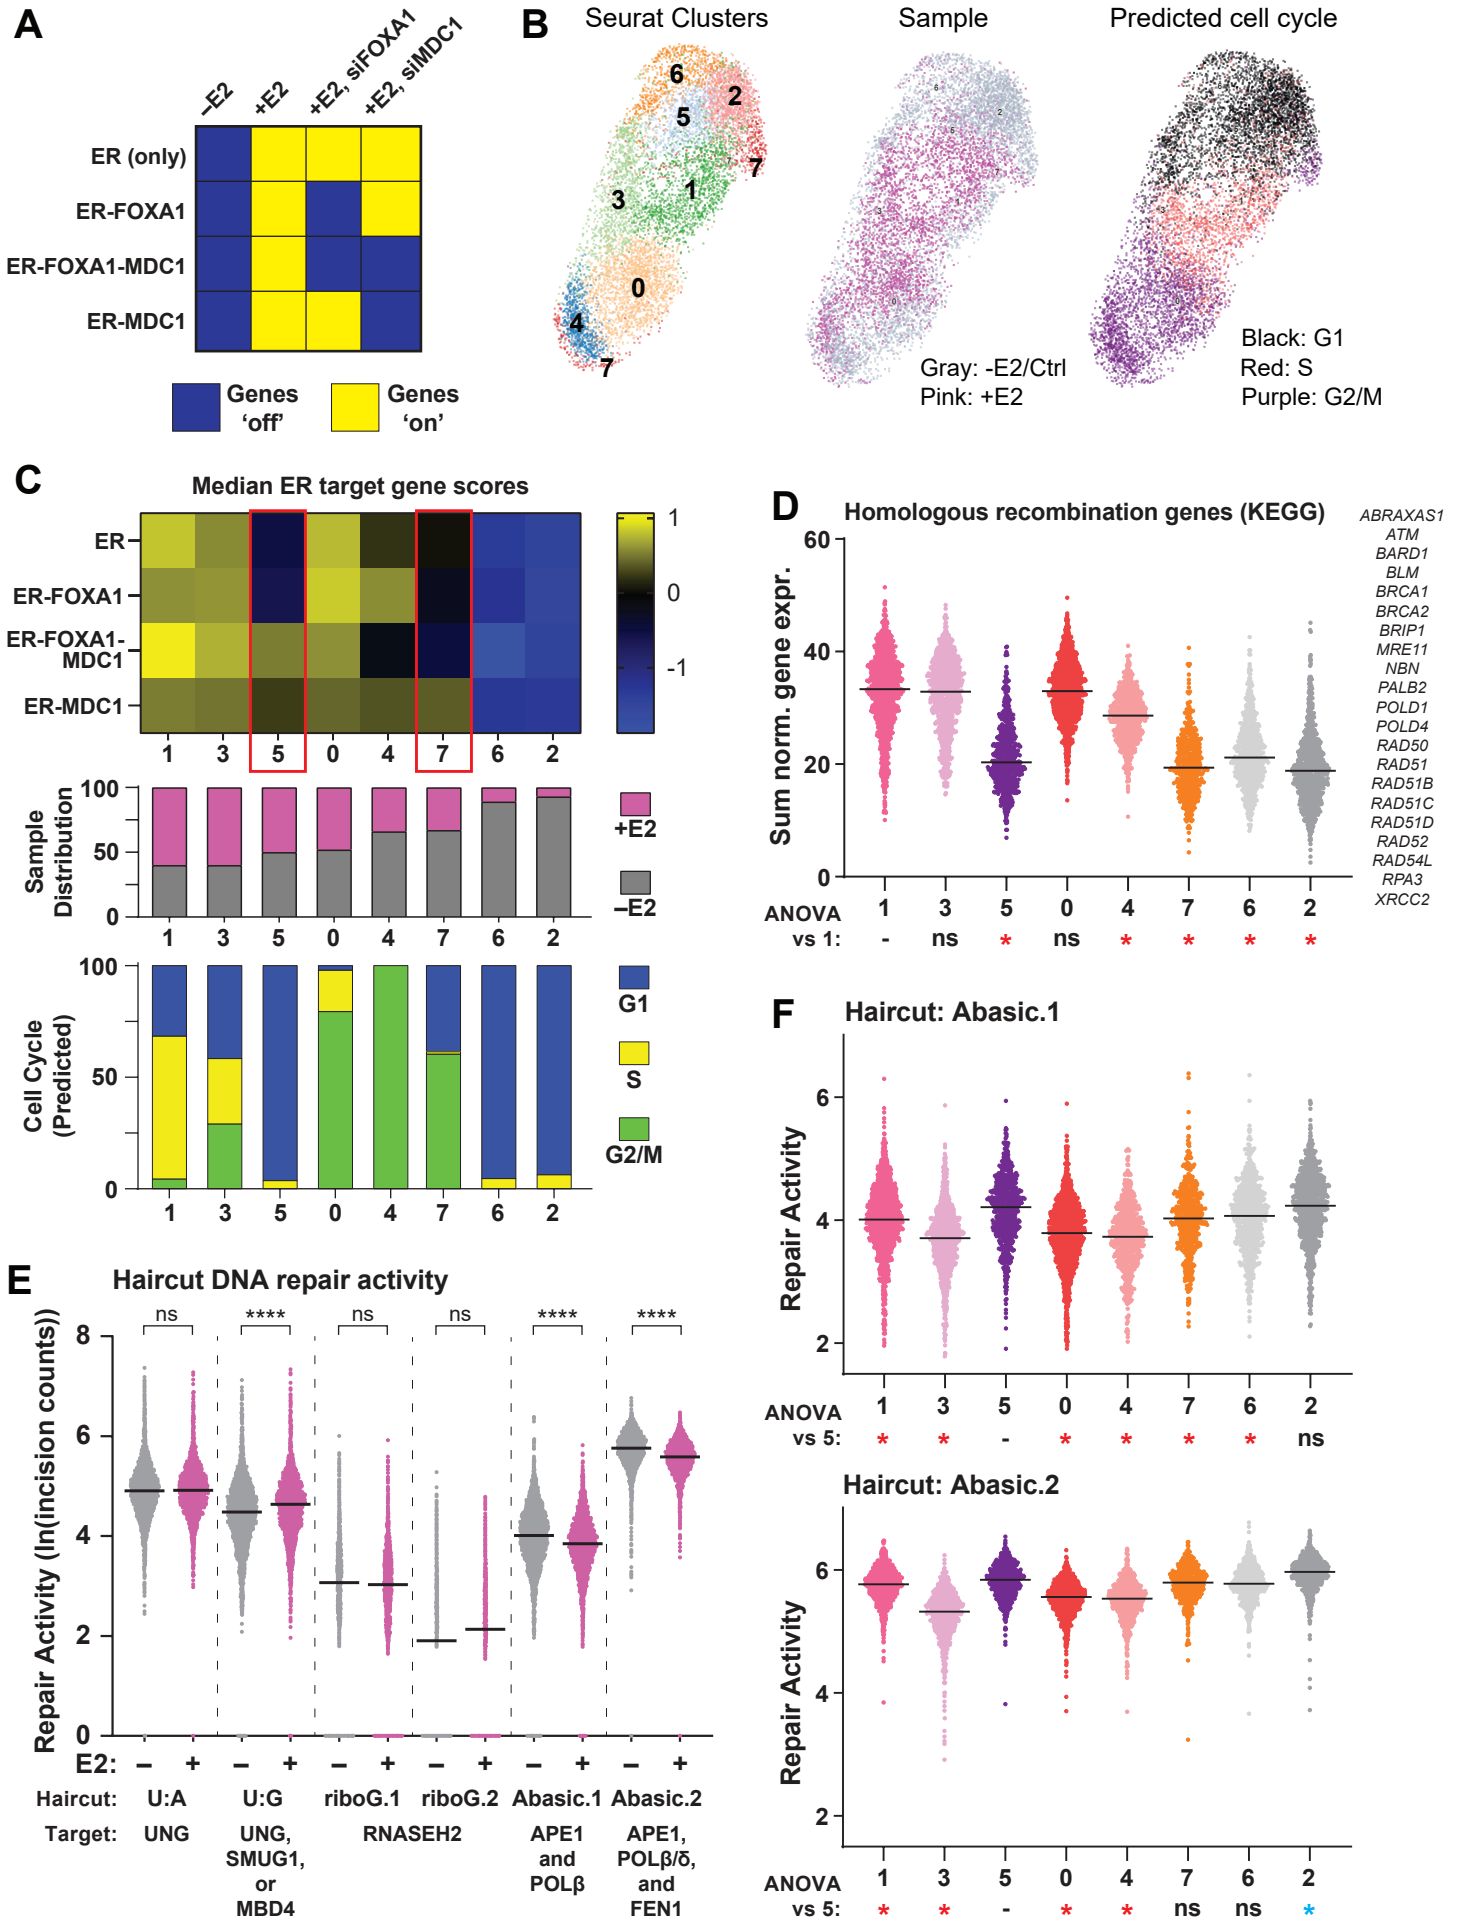 A
–E2
+E2
+E2, siFOXA1
+E2, siMDC1
ER (only)
ER-FOXA1
ER-FOXA1-MDC1
ER-MDC1
Genes
‘off’
Genes
‘on’
B
Seurat Clusters
6
2
5
7
1
3
0
4
7
Sample
6
2
5
7
1
3
0
Gray: -E2/Ctrl
Pink: +E2
Predicted cell cycle
3
0
Black: G1
Red: S
Purple: G2/M
C
Median ER target gene scores
ER
ER-FOXA1
ER-FOXA1-
MDC1
ER-MDC1
1
0
-1
1 3 5 0 4 7 6 2
Sample
Distribution
100
50
0
1 3 5 0 4 7 6 2
+E2
–E2
Cell Cycle
(Predicted)
100
50
0
1 3 5 0 4 7 6 2
G1
S
G2/M
D
Homologous recombination genes (KEGG)
Sum norm. gene expr.
60
40
20
0
ANOVA
vs 1:
1 3 5 0 4 7 6 2
- ns * ns * * * *
ABRAXAS1
ATM
BARD1
BLM
BRCA1
BRCA2
BRIP1
MRE11
NBN
PALB2
POLD1
POLD4
RAD50
RAD51
RAD51B
RAD51C
RAD51D
RAD52
RAD54L
RPA3
XRCC2
E
Haircut DNA repair activity
Repair Activity (ln(incision counts))
ns **** ns ns **** ****
8
6
4
2
0
E2: – + – + – + – + – + – +
Haircut: U:A U:G riboG.1 riboG.2 Abasic.1 Abasic.2
Target: UNG
UNG,
SMUG1,
or
MBD4
RNASEH2
APE1
and
POLβ
APE1,
POLβ/δ,
and
FEN1
F
Haircut: Abasic.1
Repair Activity
6
4
2
ANOVA
vs 5:
1 3 5 0 4 7 6 2
* * - * * * * ns
Haircut: Abasic.2
Repair Activity
6
4
2
ANOVA
vs 5:
1 3 5 0 4 7 6 2
* * - * * ns ns *